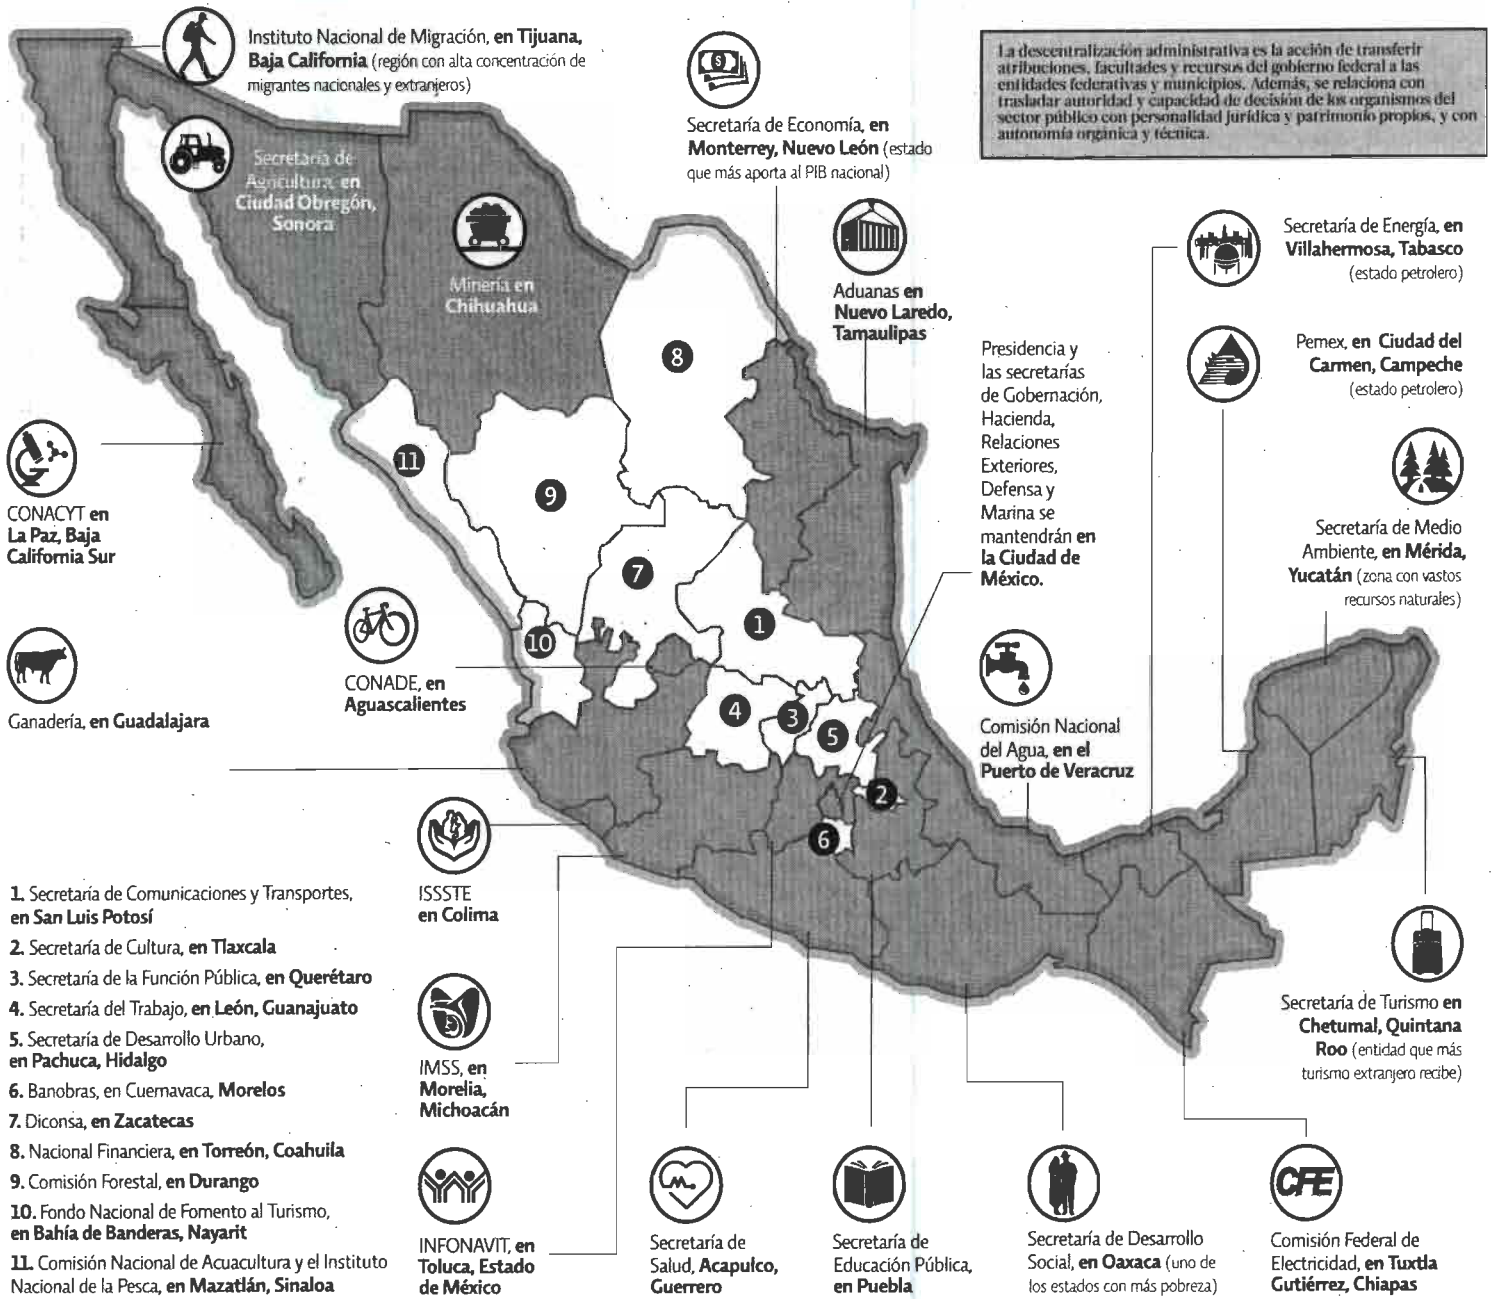 Instituto Nacional de Migración, en Tijuana,
Baja California (región con alta concentración de
migrantes nacionales y extranjeros)
Secretaría de
Agricultura en
Ciudad Obregón,
Sonora
Minería en
Chihuahua
Secretaría de Economía, en
Monterrey, Nuevo León (estado
que más aporta al PIB nacional)
Aduanas en
Nuevo Laredo,
Tamaulipas
La descentralización administrativa es la acción de transferir
atribuciones, facultades y recursos del gobierno federal a las
entidades federativas y municipios. Además, se relaciona con
trasladar autoridad y capacidad de decisión de los organismos del
sector público con personalidad jurídica y patrimonio propios, y con
autonomía orgánica y técnica.
Secretaría de Energía, en
Villahermosa, Tabasco
(estado petrolero)
Pemex, en Ciudad del
Carmen, Campeche
(estado petrolero)
Presidencia y
las secretarías
de Gobernación,
Hacienda,
Relaciones
Exteriores,
Defensa y
Marina se
mantendrán en
la Ciudad de
México.
Secretaría de Medio
Ambiente, en Mérida,
Yucatán (zona con vastos
recursos naturales)
CONACYT en
La Paz, Baja
California Sur
CONADE, en
Aguascalientes
Ganadería, en Guadalajara
Comisión Nacional
del Agua, en el
Puerto de Veracruz
8
11
9
7
1
10
4
3
5
2
6
ISSSTE
en Colima
IMSS, en
Morelia,
Michoacán
INFONAVIT, en
Toluca, Estado
de México
Secretaría de
Salud, Acapulco,
Guerrero
Secretaría de
Educación Pública,
en Puebla
Secretaría de Desarrollo
Social, en Oaxaca (uno de
los estados con más pobreza)
CFE
Comisión Federal de
Electricidad, en Tuxtla
Gutiérrez, Chiapas
Secretaría de Turismo en
Chetumal, Quintana
Roo (entidad que más
turismo extranjero recibe)
1. Secretaría de Comunicaciones y Transportes,
en San Luis Potosí
2. Secretaría de Cultura, en Tlaxcala
3. Secretaría de la Función Pública, en Querétaro
4. Secretaría del Trabajo, en León, Guanajuato
5. Secretaría de Desarrollo Urbano,
en Pachuca, Hidalgo
6. Banobras, en Cuernavaca, Morelos
7. Diconsa, en Zacatecas
8. Nacional Financiera, en Torreón, Coahuila
9. Comisión Forestal, en Durango
10. Fondo Nacional de Fomento al Turismo,
en Bahía de Banderas, Nayarit
11. Comisión Nacional de Acuacultura y el Instituto
Nacional de la Pesca, en Mazatlán, Sinaloa